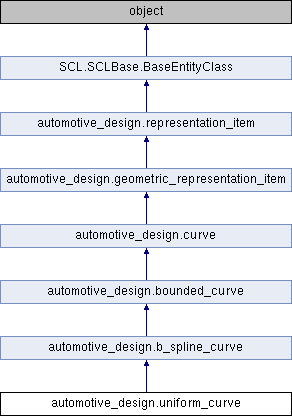 object
SCL.SCLBase.BaseEntityClass
automotive_design.representation_item
automotive_design.geometric_representation_item
automotive_design.curve
automotive_design.bounded_curve
automotive_design.b_spline_curve
automotive_design.uniform_curve